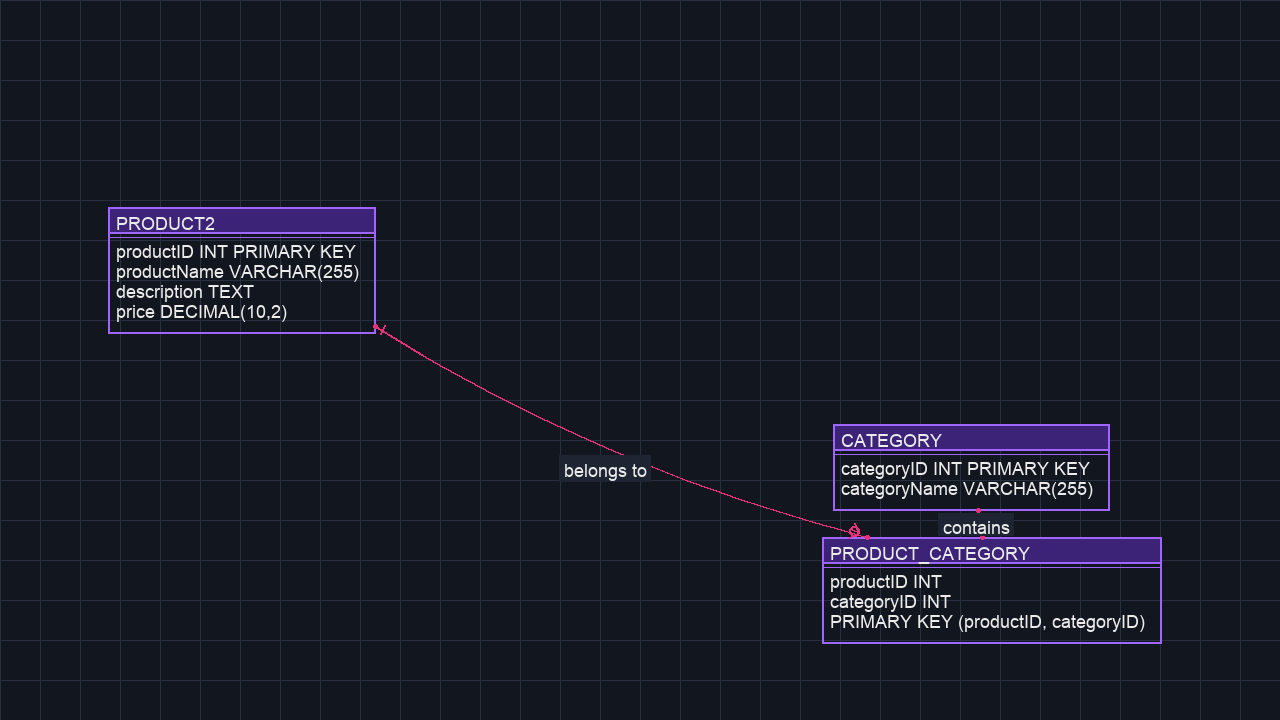 PRODUCT2
productID INT PRIMARY KEY
productName VARCHAR(255)
description TEXT
price DECIMAL(10,2)
belongs to
CATEGORY
categoryID INT PRIMARY KEY
categoryName VARCHAR(255)
contains
PRODUCT_CATEGORY
productID INT
categoryID INT
PRIMARY KEY (productID, categoryID)